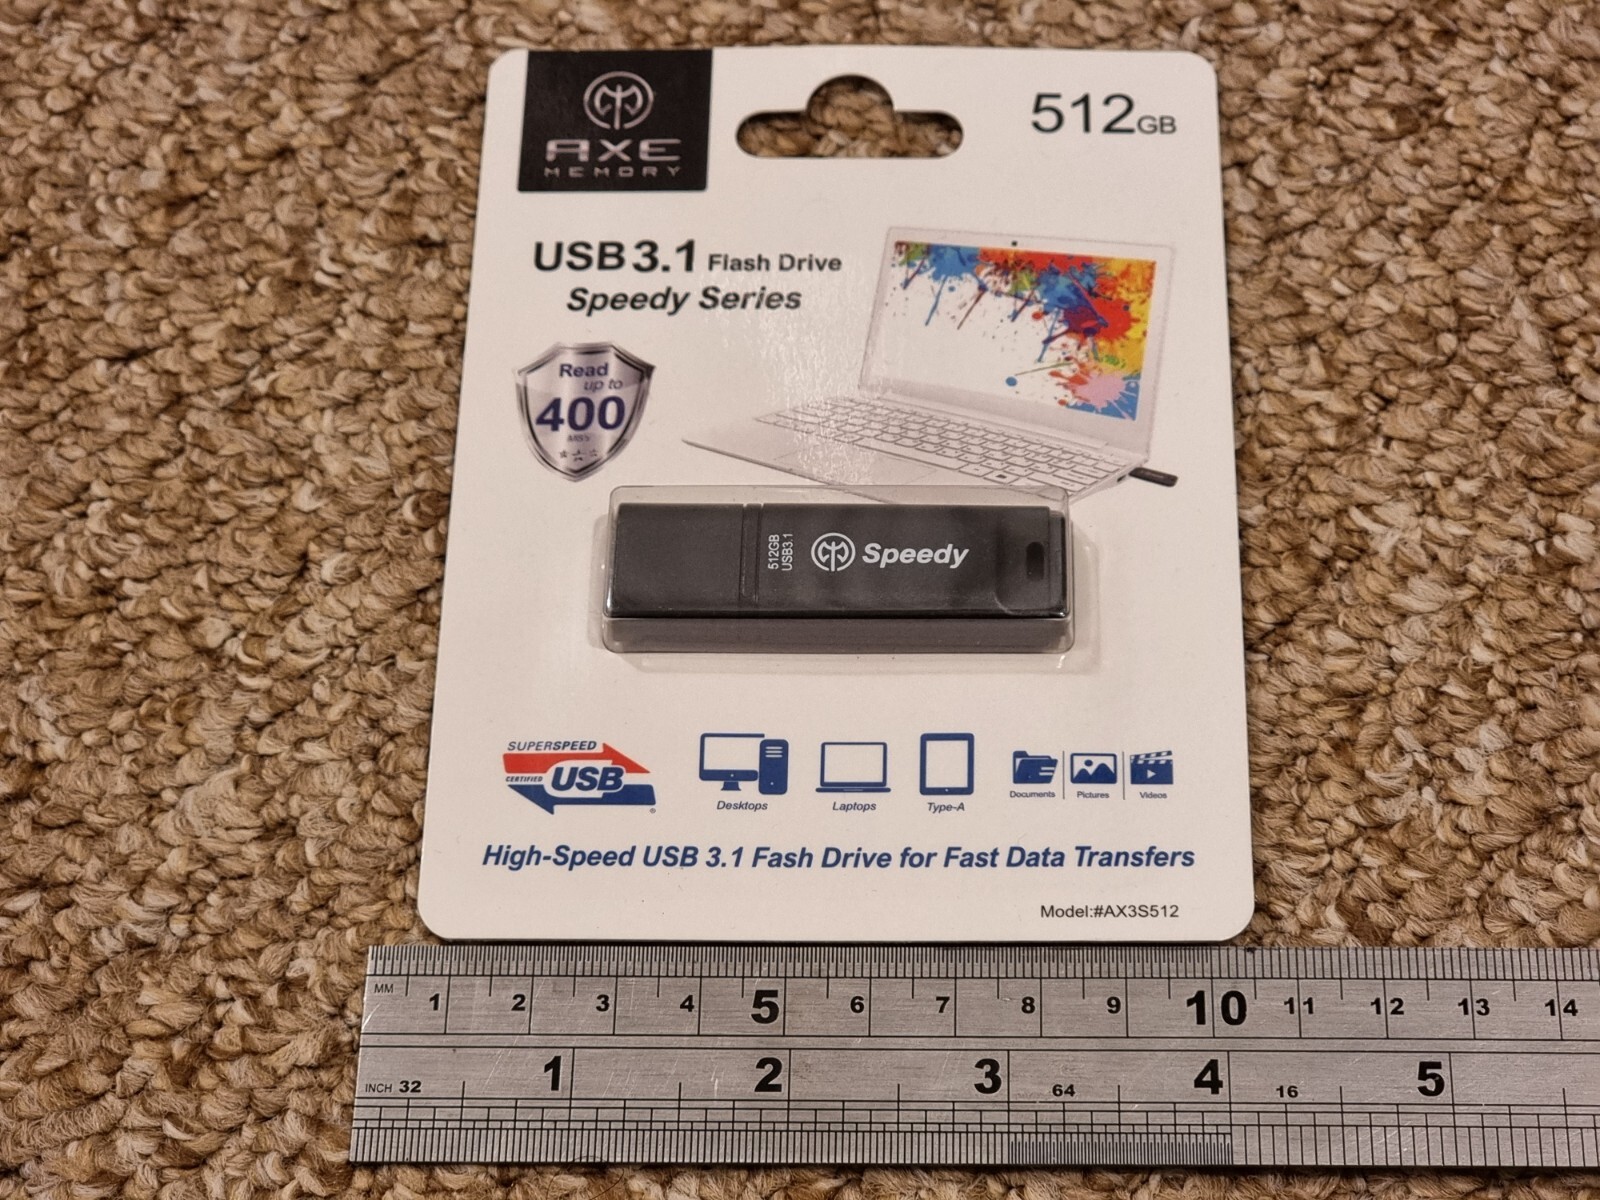 AXE
MEMORY
512GB
USB 3.1 Flash Drive
Speedy Series
Read
up to
400
MB/s
512GB
USB3.1
Speedy
SUPERSPEED
CERTIFIED
USB
®
Desktops
Laptops
Type-A
Documents
Pictures
Videos
High-Speed USB 3.1 Fash Drive for Fast Data Transfers
Model:#AX3S512
MM 1 2 3 4 5 6 7 8 9 10 11 12 13 14
INCH 32 1 2 3 64 4 16 5